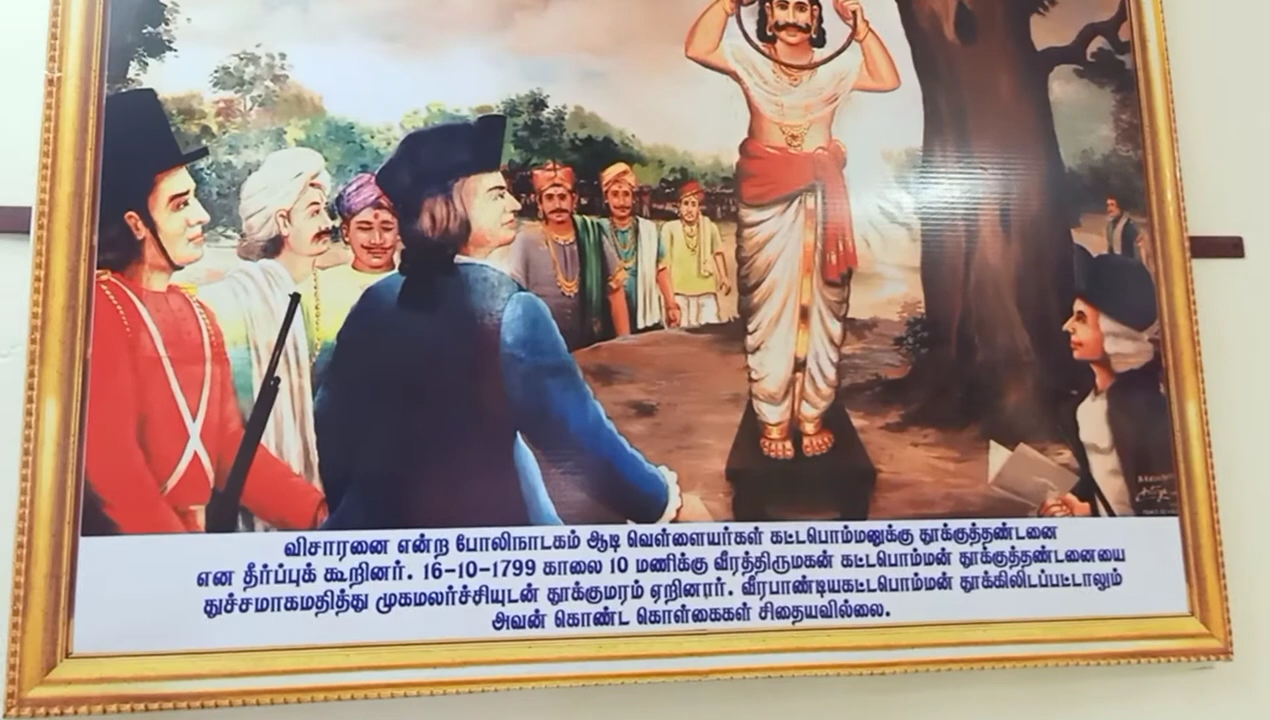 விசாரனை என்ற போலிநாடகம் ஆடி வெள்ளையர்கள் கட்டபொம்மனுக்கு தூக்குத்தண்டனை
என தீர்ப்புக் கூறினர். 16-10-1799 காலை 10 மணிக்கு வீரத்திருமகன் கட்டபொம்மன் தூக்குத்தண்டனையை
துச்சமாகமதித்து முகமலர்ச்சியுடன் தூக்குமரம் ஏறினார். வீரபாண்டியகட்டபொம்மன் தூக்கிலிடப்பட்டாலும்
அவன் கொண்ட கொள்கைகள் சிதையவில்லை.